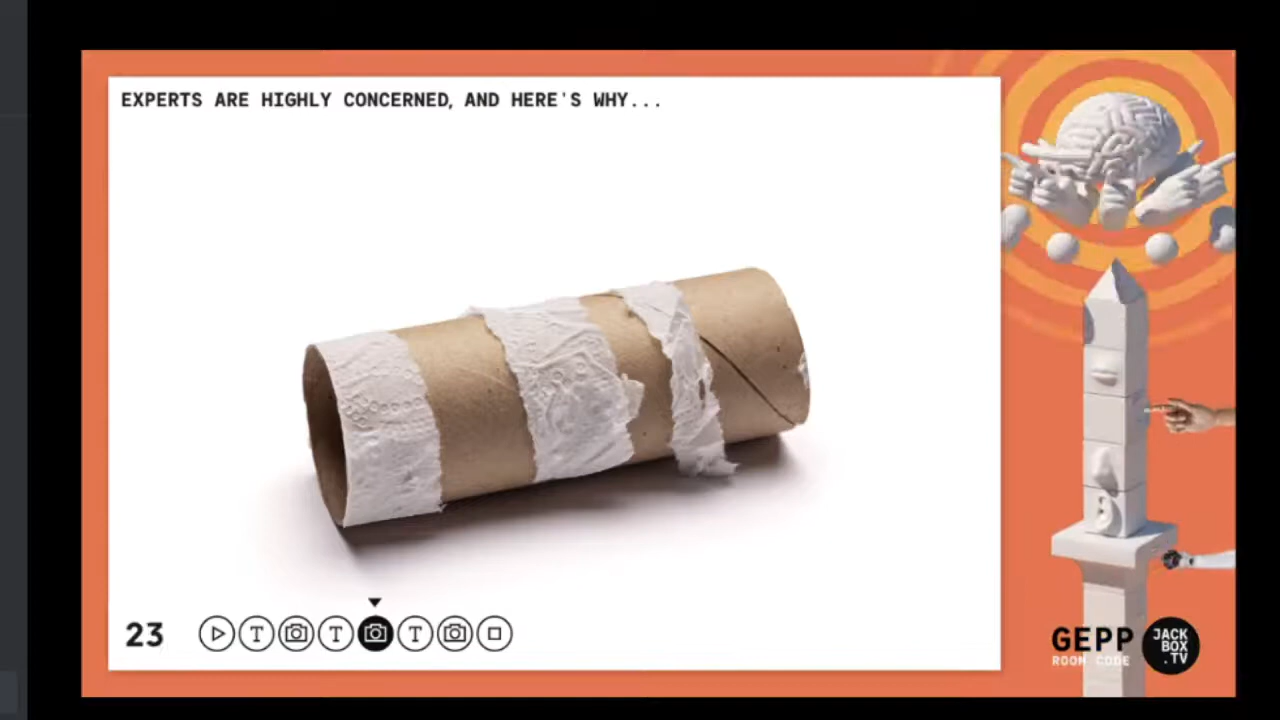 EXPERTS ARE HIGHLY CONCERNED, AND HERE'S WHY...
23
T
T
T
GEPP
ROOM CODE
JACK
BOX
.TV